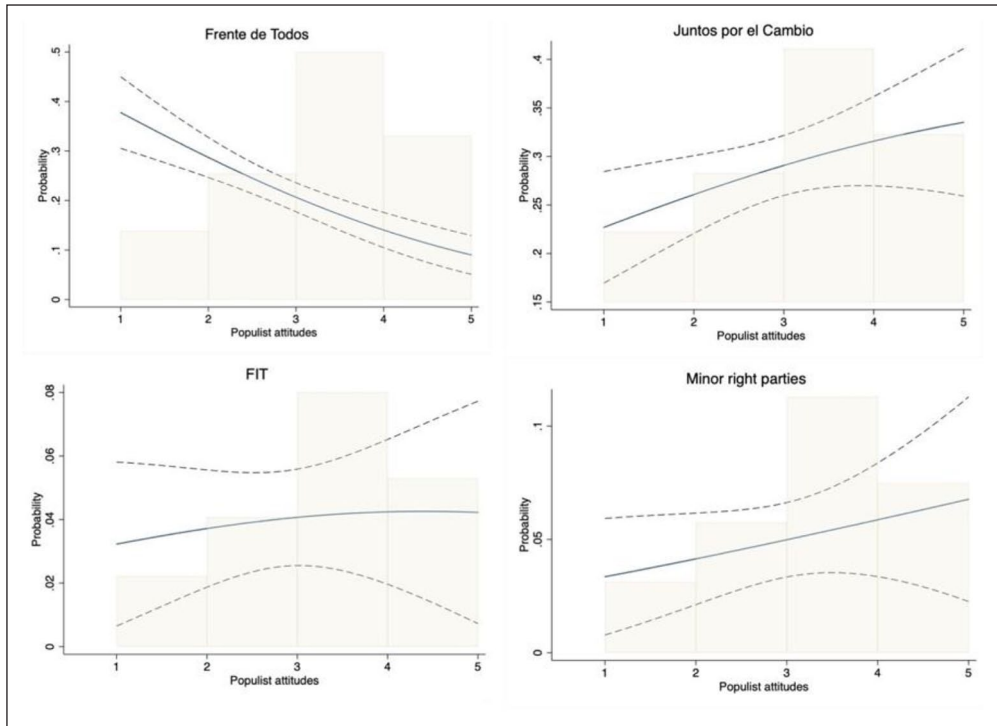 Frente de Todos
Probability
0 .1 .2 .3 .4 .5
1 2 3 4 5
Populist attitudes
Juntos por el Cambio
Probability
.15 .2 .25 .3 .35 .4
1 2 3 4 5
Populist attitudes
FIT
Probability
0 .02 .04 .06 .08
1 2 3 4 5
Populist attitudes
Minor right parties
Probability
0 .05 .1
1 2 3 4 5
Populist attitudes